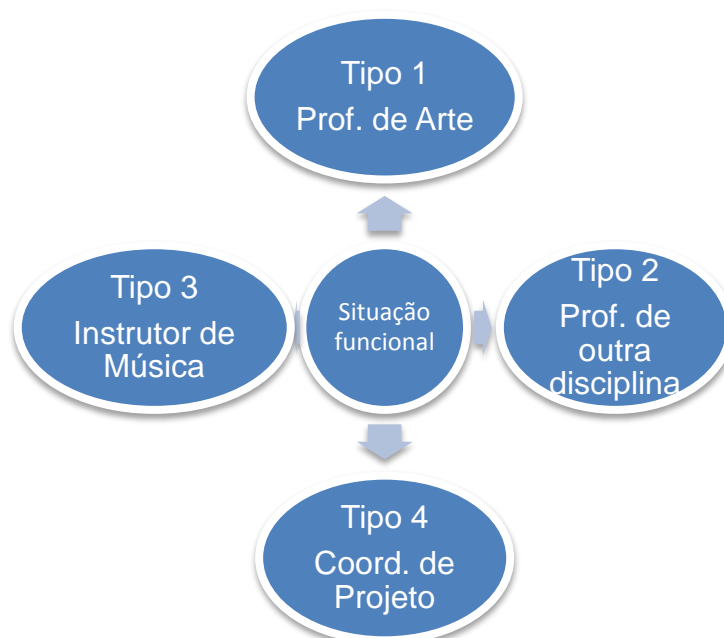 Tipo 1
Prof. de Arte
Tipo 3
Instrutor de
Música
Situação
funcional
Tipo 2
Prof. de
outra
disciplina
Tipo 4
Coord. de
Projeto